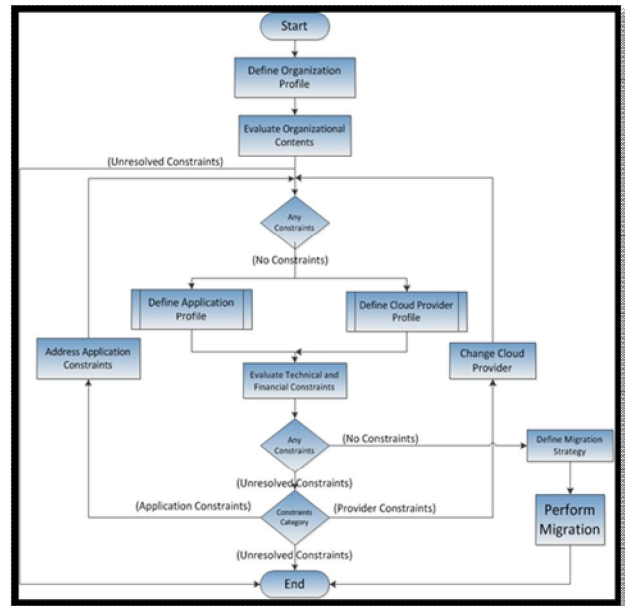 Start
Define Organization
Profile
Evaluate Organizational
Contents
(Unresolved Constraints)
Any
Constraints
(No Constraints)
Define Application
Profile
Define Cloud Provider
Profile
Address Application
Constraints
Evaluate Technical and
Financial Constraints
Change Cloud
Provider
Any
Constraints
(No Constraints)
Define Migration
Strategy
(Unresolved Constraints)
(Application Constraints)
Constraints
Category
(Provider Constraints)
Perform
Migration
(Unresolved Constraints)
End